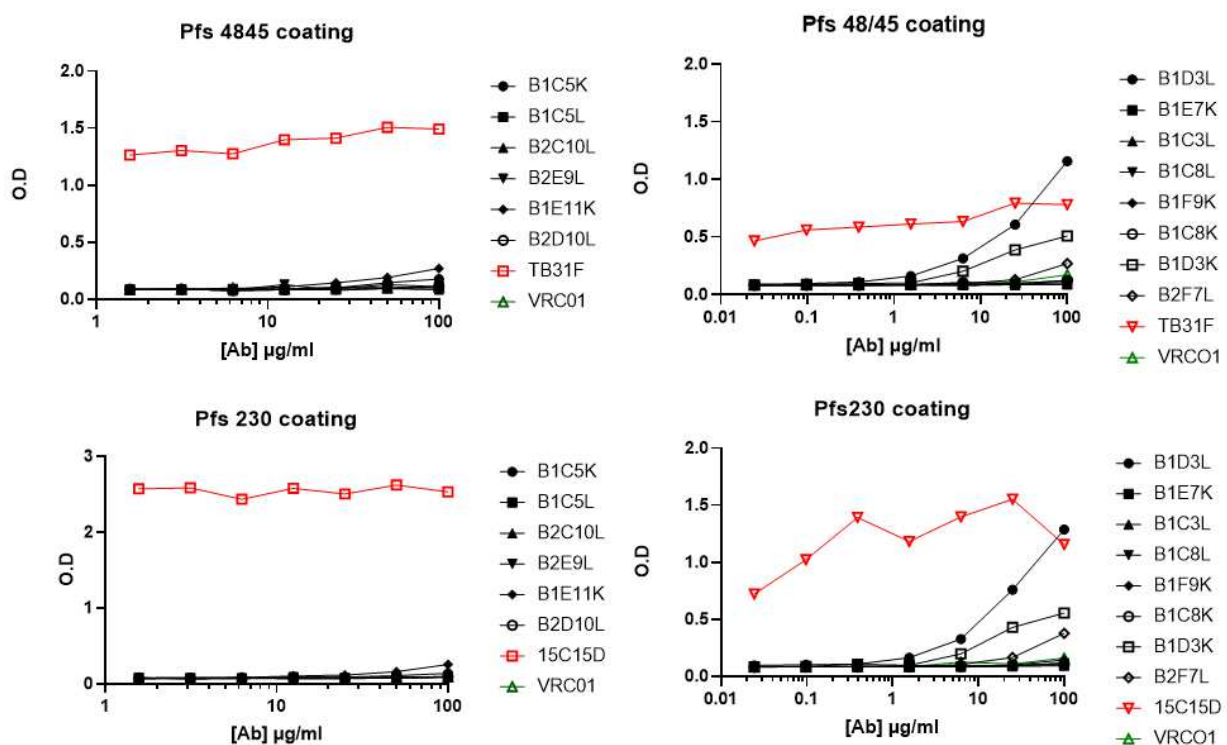 Pfs 4845 coating
2.0
1.5
1.0
0.5
0.0
O.D
1
10
100
[Ab] µg/ml
B1C5K
B1C5L
B2C10L
B2E9L
B1E11K
B2D10L
TB31F
VRC01
Pfs 48/45 coating
2.0
1.5
1.0
0.5
0.0
O.D
0.01
0.1
1
10
100
[Ab] µg/ml
B1D3L
B1E7K
B1C3L
B1C8L
B1F9K
B1C8K
B1D3K
B2F7L
TB31F
VRCO1
Pfs 230 coating
3
2
1
0
O.D
1
10
100
[Ab] µg/ml
B1C5K
B1C5L
B2C10L
B2E9L
B1E11K
B2D10L
15C15D
VRC01
Pfs230 coating
2.0
1.5
1.0
0.5
0.0
O.D
0.01
0.1
1
10
100
[Ab] µg/ml
B1D3L
B1E7K
B1C3L
B1C8L
B1F9K
B1C8K
B1D3K
B2F7L
15C15D
VRCO1